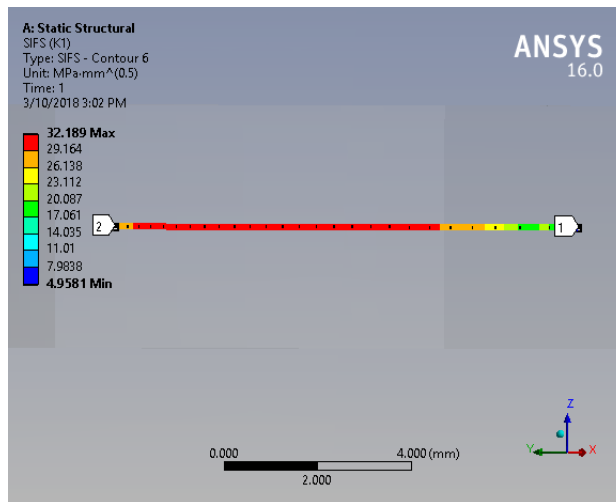 A: Static Structural
SIFS (K1)
Type: SIFS - Contour 6
Unit: MPa·mm^(0.5)
Time: 1
3/10/2018 3:02 PM
ANSYS
16.0
32.189 Max
29.164
26.138
23.112
20.087
17.061
14.035
11.01
7.9838
4.9581 Min
2
1
0.000
4.000 (mm)
2.000
Z
Y
X